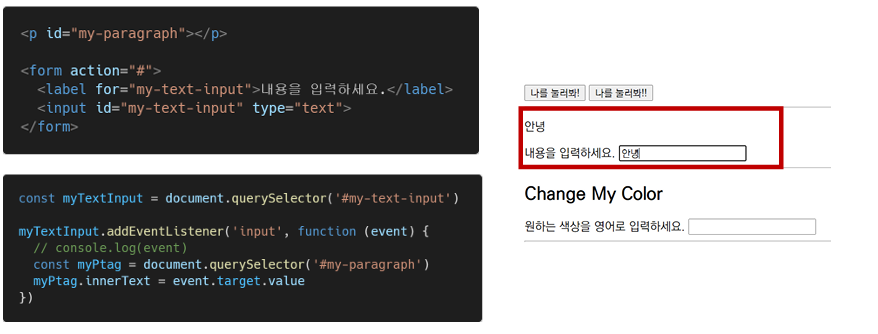 <p id="my-paragraph"></p>
<form action="#">
<label for="my-text-input">내용을 입력하세요.</label>
<input id="my-text-input" type="text">
</form>
const myTextInput = document.querySelector('#my-text-input')
myTextInput.addEventListener('input', function (event) {
// console.log(event)
const myPtag = document.querySelector('#my-paragraph')
myPtag.innerText = event.target.value
})
나를 눌러봐! 나를 눌러봐!!
안녕
내용을 입력하세요. 안녕
Change My Color
원하는 색상을 영어로 입력하세요.